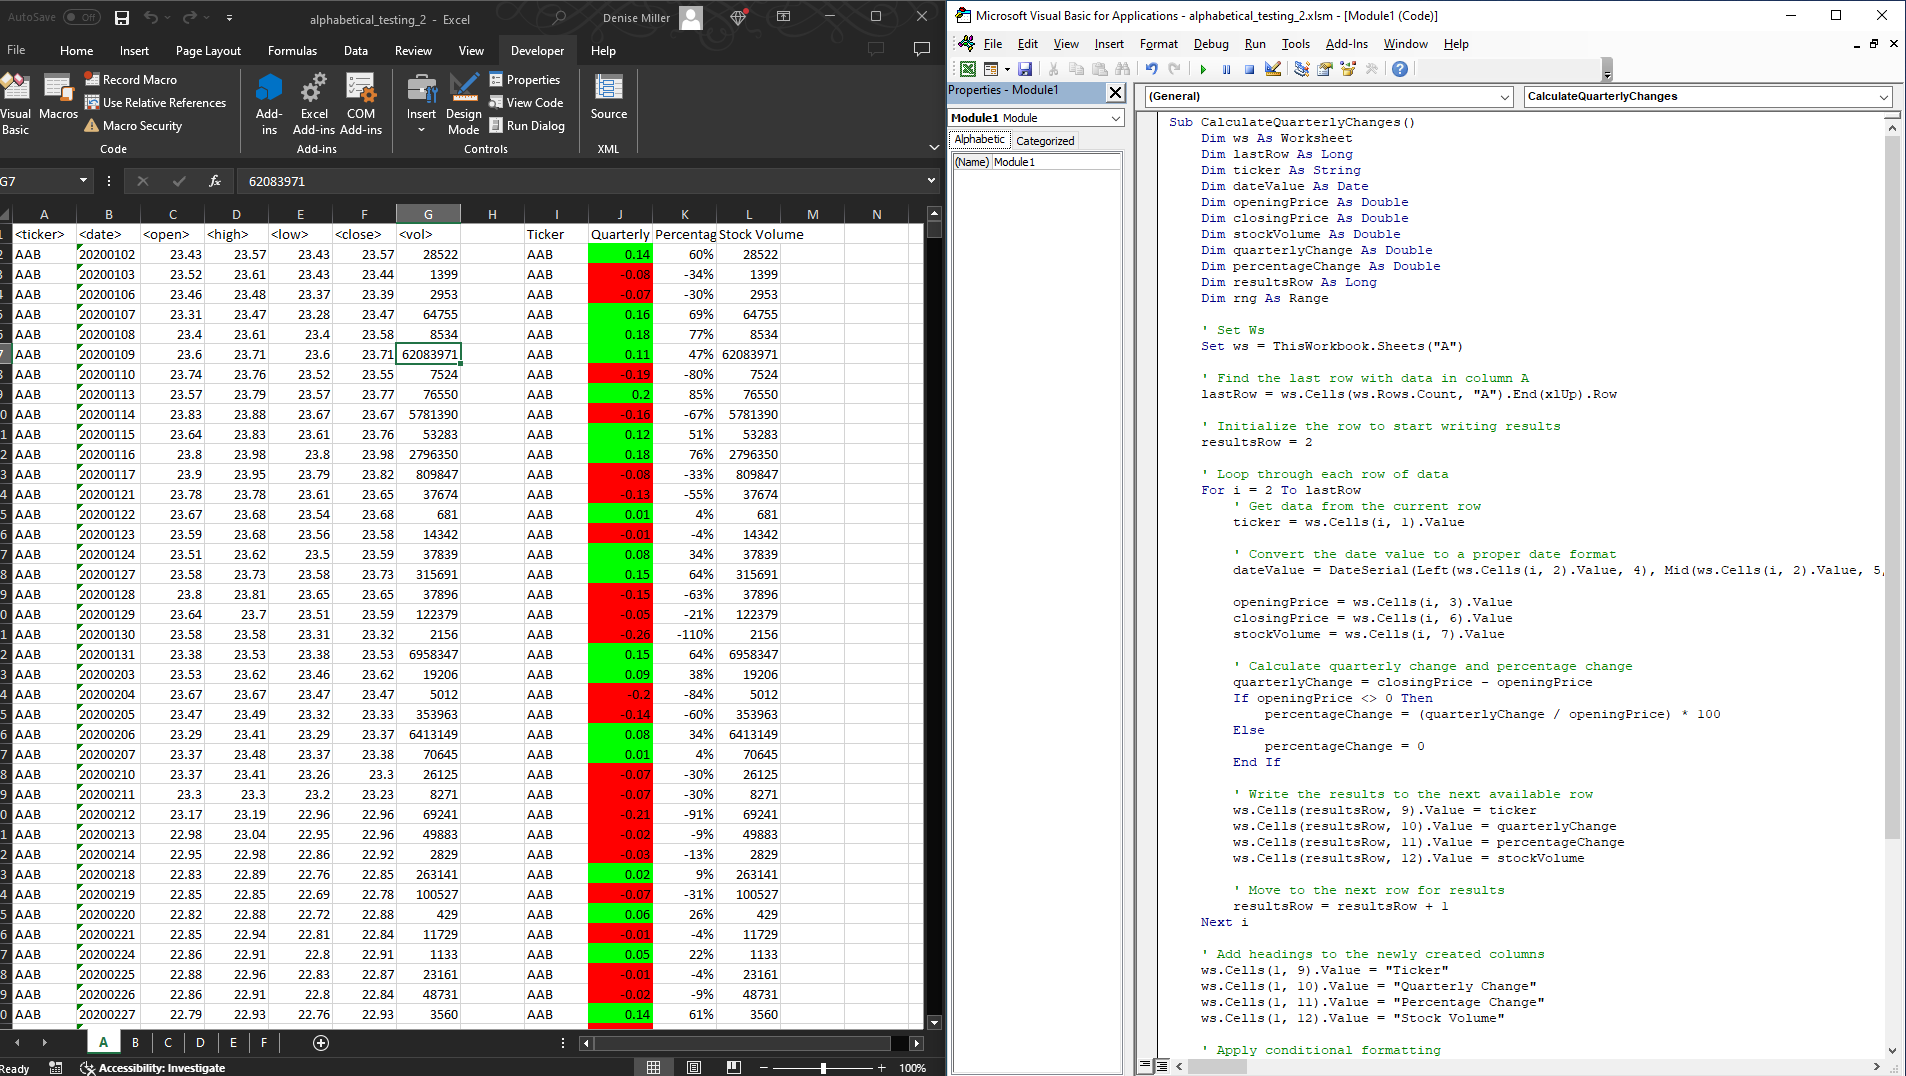 AutoSave Off alphabetical_testing_2 - Excel Denise Miller
File Home Insert Page Layout Formulas Data Review View Developer Help
Visual Basic Macros Record Macro Use Relative References Macro Security
Add-ins Excel Add-ins COM Add-ins
Insert Design Mode Properties View Code Run Dialog
Source
Code Add-ins Controls XML
G7 fx 62083971
A B C D E F G H I J K L M N
<ticker> <date> <open> <high> <low> <close> <vol> Ticker Quarterly Percentag Stock Volume
AAB 20200102 23.43 23.57 23.43 23.57 28522 AAB 0.14 60% 28522
AAB 20200103 23.52 23.61 23.43 23.44 1399 AAB -0.08 -34% 1399
AAB 20200106 23.46 23.48 23.37 23.39 2953 AAB -0.07 -30% 2953
AAB 20200107 23.31 23.47 23.28 23.47 64755 AAB 0.16 69% 64755
AAB 20200108 23.4 23.61 23.4 23.58 8534 AAB 0.18 77% 8534
AAB 20200109 23.6 23.71 23.6 23.71 62083971 AAB 0.11 47% 62083971
AAB 20200110 23.74 23.76 23.52 23.55 7524 AAB -0.19 -80% 7524
AAB 20200113 23.57 23.79 23.57 23.77 76550 AAB 0.2 85% 76550
AAB 20200114 23.83 23.88 23.67 23.67 5781390 AAB -0.16 -67% 5781390
AAB 20200115 23.64 23.83 23.61 23.76 53283 AAB 0.12 51% 53283
AAB 20200116 23.8 23.98 23.8 23.98 2796350 AAB 0.18 76% 2796350
AAB 20200117 23.9 23.95 23.79 23.82 809847 AAB -0.08 -33% 809847
AAB 20200121 23.78 23.78 23.61 23.65 37674 AAB -0.13 -55% 37674
AAB 20200122 23.67 23.68 23.54 23.68 681 AAB 0.01 4% 681
AAB 20200123 23.59 23.68 23.56 23.58 14342 AAB -0.01 -4% 14342
AAB 20200124 23.51 23.62 23.5 23.59 37839 AAB 0.08 34% 37839
AAB 20200127 23.58 23.73 23.58 23.73 315691 AAB 0.15 64% 315691
AAB 20200128 23.8 23.81 23.65 23.65 37896 AAB -0.15 -63% 37896
AAB 20200129 23.64 23.7 23.51 23.59 122379 AAB -0.05 -21% 122379
AAB 20200130 23.58 23.58 23.31 23.32 2156 AAB -0.26 -110% 2156
AAB 20200131 23.38 23.53 23.38 23.53 6958347 AAB 0.15 64% 6958347
AAB 20200203 23.53 23.62 23.46 23.62 19206 AAB 0.09 38% 19206
AAB 20200204 23.67 23.67 23.47 23.47 5012 AAB -0.2 -84% 5012
AAB 20200205 23.47 23.49 23.32 23.33 353963 AAB -0.14 -60% 353963
AAB 20200206 23.29 23.41 23.29 23.37 6413149 AAB 0.08 34% 6413149
AAB 20200207 23.37 23.48 23.37 23.38 70645 AAB 0.01 4% 70645
AAB 20200210 23.37 23.41 23.26 23.3 26125 AAB -0.07 -30% 26125
AAB 20200211 23.3 23.3 23.2 23.23 8271 AAB -0.07 -30% 8271
AAB 20200212 23.17 23.19 22.96 22.96 69241 AAB -0.21 -91% 69241
AAB 20200213 22.98 23.04 22.95 22.96 49883 AAB -0.02 -9% 49883
AAB 20200214 22.95 22.98 22.86 22.92 2829 AAB -0.03 -13% 2829
AAB 20200218 22.83 22.89 22.76 22.85 263141 AAB 0.02 9% 263141
AAB 20200219 22.85 22.85 22.69 22.78 100527 AAB -0.07 -31% 100527
AAB 20200220 22.82 22.88 22.72 22.88 429 AAB 0.06 26% 429
AAB 20200221 22.85 22.94 22.81 22.84 11729 AAB -0.01 -4% 11729
AAB 20200224 22.86 22.91 22.8 22.91 1133 AAB 0.05 22% 1133
AAB 20200225 22.88 22.96 22.83 22.87 23161 AAB -0.01 -4% 23161
AAB 20200226 22.86 22.91 22.8 22.84 48731 AAB -0.02 -9% 48731
AAB 20200227 22.79 22.93 22.76 22.93 3560 AAB 0.14 61% 3560
A B C D E F
Ready Accessibility: Investigate 100%
Microsoft Visual Basic for Applications - alphabetical_testing_2.xlsm - [Module1 (Code)]
File Edit View Insert Format Debug Run Tools Add-Ins Window Help
Properties - Module1
Module1 Module
Alphabetic Categorized
(Name) Module1
(General) CalculateQuarterlyChanges
Sub CalculateQuarterlyChanges()
Dim ws As Worksheet
Dim lastRow As Long
Dim ticker As String
Dim dateValue As Date
Dim openingPrice As Double
Dim closingPrice As Double
Dim stockVolume As Double
Dim quarterlyChange As Double
Dim percentageChange As Double
Dim resultsRow As Long
Dim rng As Range
' Set Ws
Set ws = ThisWorkbook.Sheets("A")
' Find the last row with data in column A
lastRow = ws.Cells(ws.Rows.Count, "A").End(xlUp).Row
' Initialize the row to start writing results
resultsRow = 2
' Loop through each row of data
For i = 2 To lastRow
' Get data from the current row
ticker = ws.Cells(i, 1).Value
' Convert the date value to a proper date format
dateValue = DateSerial(Left(ws.Cells(i, 2).Value, 4), Mid(ws.Cells(i, 2).Value, 5,
openingPrice = ws.Cells(i, 3).Value
closingPrice = ws.Cells(i, 6).Value
stockVolume = ws.Cells(i, 7).Value
' Calculate quarterly change and percentage change
quarterlyChange = closingPrice - openingPrice
If openingPrice <> 0 Then
percentageChange = (quarterlyChange / openingPrice) * 100
Else
percentageChange = 0
End If
' Write the results to the next available row
ws.Cells(resultsRow, 9).Value = ticker
ws.Cells(resultsRow, 10).Value = quarterlyChange
ws.Cells(resultsRow, 11).Value = percentageChange
ws.Cells(resultsRow, 12).Value = stockVolume
' Move to the next row for results
resultsRow = resultsRow + 1
Next i
' Add headings to the newly created columns
ws.Cells(1, 9).Value = "Ticker"
ws.Cells(1, 10).Value = "Quarterly Change"
ws.Cells(1, 11).Value = "Percentage Change"
ws.Cells(1, 12).Value = "Stock Volume"
' Apply conditional formatting